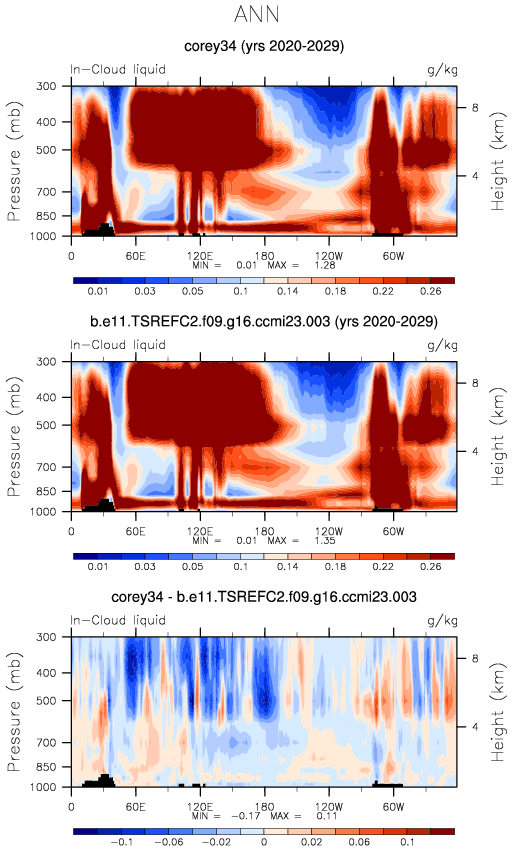 ANN
corey34 (yrs 2020-2029)
In-Cloud liquid g/kg
Pressure (mb)
Height (km)
300
400
500
700
850
1000
8
4
0 60E 120E 180 120W 60W
MIN = 0.01 MAX = 1.28
0.01 0.03 0.05 0.1 0.14 0.18 0.22 0.26
b.e11.TSREFC2.f09.g16.ccmi23.003 (yrs 2020-2029)
In-Cloud liquid g/kg
Pressure (mb)
Height (km)
300
400
500
700
850
1000
8
4
0 60E 120E 180 120W 60W
MIN = 0.01 MAX = 1.35
0.01 0.03 0.05 0.1 0.14 0.18 0.22 0.26
corey34 - b.e11.TSREFC2.f09.g16.ccmi23.003
In-Cloud liquid g/kg
Pressure (mb)
Height (km)
300
400
500
700
850
1000
8
4
0 60E 120E 180 120W 60W
MIN = -0.17 MAX = 0.11
-0.1 -0.06 -0.02 0 0.02 0.06 0.1